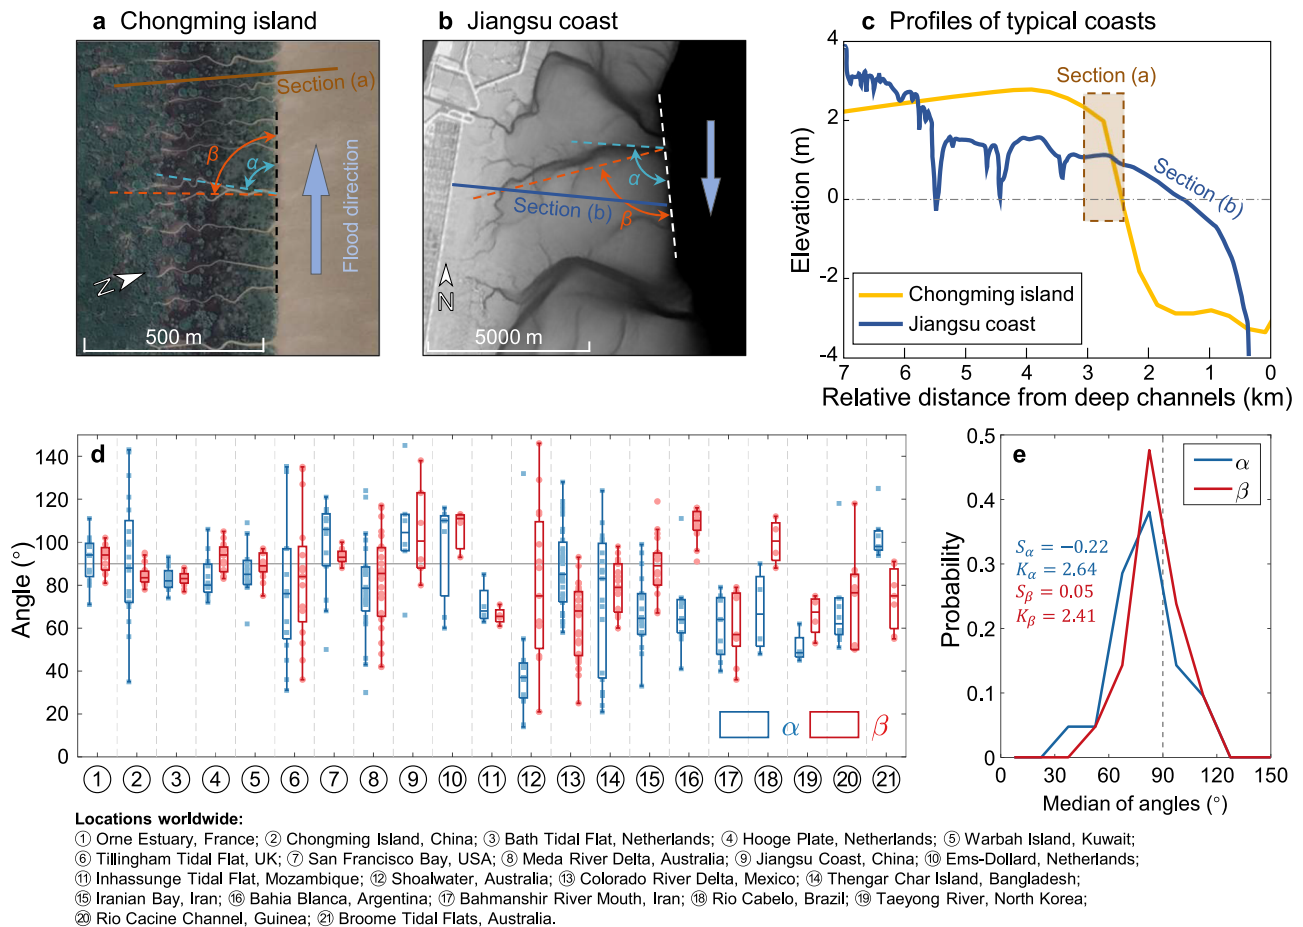 a Chongming island
b Jiangsu coast
c Profiles of typical coasts
Section (a)
β
α
Flood direction
N
500 m
α
Section (b)
β
N
5000 m
4
2
0
-2
-4
Elevation (m)
Section (a)
Section (b)
Chongming island
Jiangsu coast
7 6 5 4 3 2 1 0
Relative distance from deep channels (km)
d
140
120
100
80
60
40
20
0
Angle (°)
α β
① ② ③ ④ ⑤ ⑥ ⑦ ⑧ ⑨ ⑩ ⑪ ⑫ ⑬ ⑭ ⑮ ⑯ ⑰ ⑱ ⑲ ⑳ ㉑
e
0.5
0.4
0.3
0.2
0.1
0
Probability
α
β
Sα = −0.22
Kα = 2.64
Sβ = 0.05
Kβ = 2.41
0 30 60 90 120 150
Median of angles (°)
Locations worldwide:
① Orne Estuary, France; ② Chongming Island, China; ③ Bath Tidal Flat, Netherlands; ④ Hooge Plate, Netherlands; ⑤ Warbah Island, Kuwait;
⑥ Tillingham Tidal Flat, UK; ⑦ San Francisco Bay, USA; ⑧ Meda River Delta, Australia; ⑨ Jiangsu Coast, China; ⑩ Ems-Dollard, Netherlands;
⑪ Inhassunge Tidal Flat, Mozambique; ⑫ Shoalwater, Australia; ⑬ Colorado River Delta, Mexico; ⑭ Thengar Char Island, Bangladesh;
⑮ Iranian Bay, Iran; ⑯ Bahia Blanca, Argentina; ⑰ Bahmanshir River Mouth, Iran; ⑱ Rio Cabelo, Brazil; ⑲ Taeyong River, North Korea;
⑳ Rio Cacine Channel, Guinea; ㉑ Broome Tidal Flats, Australia.